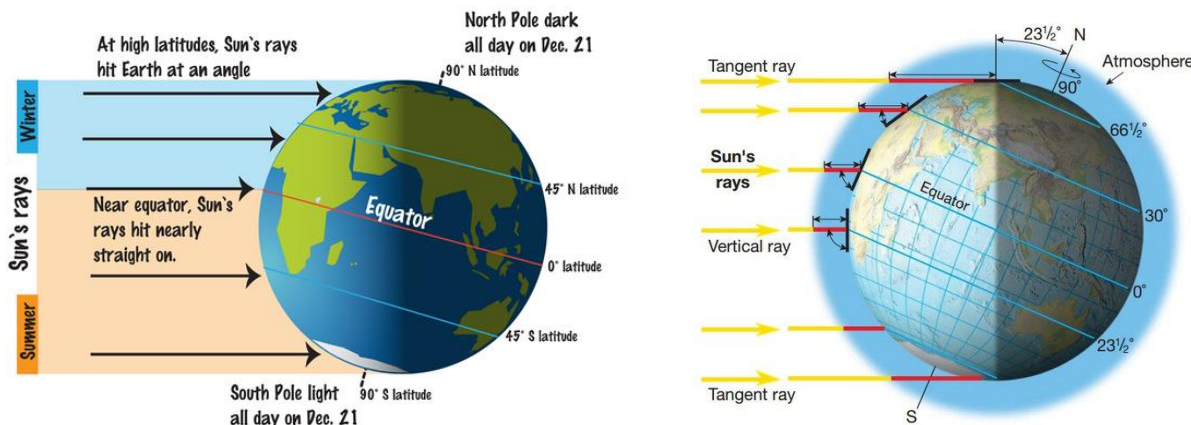 North Pole dark
all day on Dec. 21
At high latitudes, Sun`s rays
hit Earth at an angle
90° N latitude
Winter
Sun`s rays
Summer
45° N latitude
Near equator, Sun`s
rays hit nearly
straight on.
Equator
0° latitude
45° S latitude
90° S latitude
South Pole light
all day on Dec. 21
23½°
N
Tangent ray
Atmosphere
90°
66½°
Sun's
rays
Equator
30°
Vertical ray
0°
23½°
Tangent ray
S